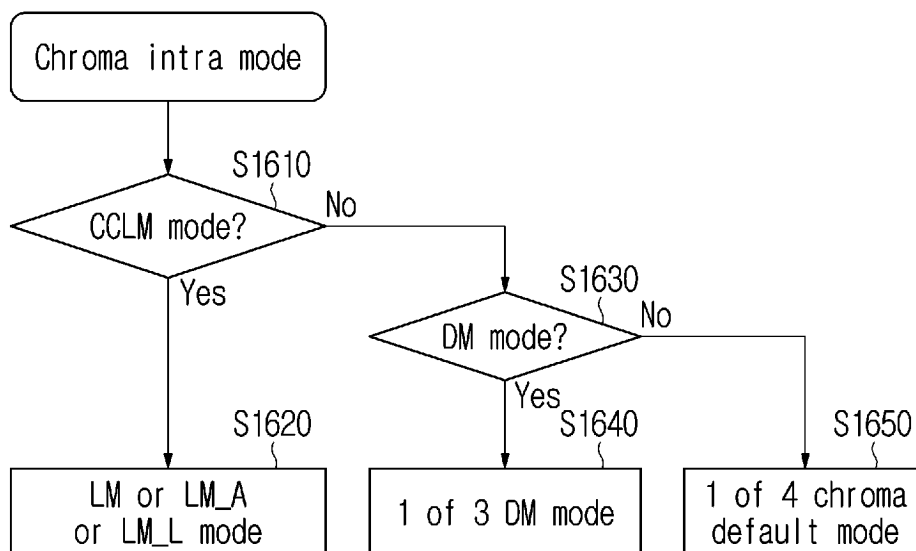 Chroma intra mode
S1610
CCLM mode?
No
Yes
S1630
DM mode?
No
Yes
S1620
LM or LM_A
or LM_L mode
S1640
1 of 3 DM mode
S1650
1 of 4 chroma
default mode